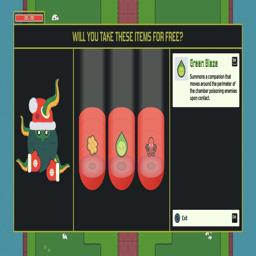 WILL YOU TAKE THESE ITEMS FOR FREE?
Green Blaze
Summons a companion that
moves around the perimeter of
the chamber poisoning enemies
upon contact.
Exit